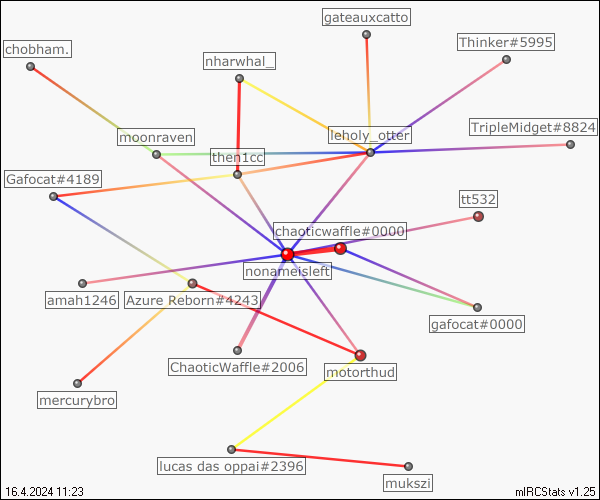 gateauxcatto
chobham.
Thinker#5995
nharwhal_
TripleMidget#8824
leholy_otter
moonraven
then1cc
Gafocat#4189
tt532
chaoticwaffle#0000
nonameisleft
amah1246
Azure Reborn#4243
gafocat#0000
ChaoticWaffle#2006
motorthud
mercurybro
lucas das oppai#2396
mukszi
16.4.2024 11:23
mIRCStats v1.25